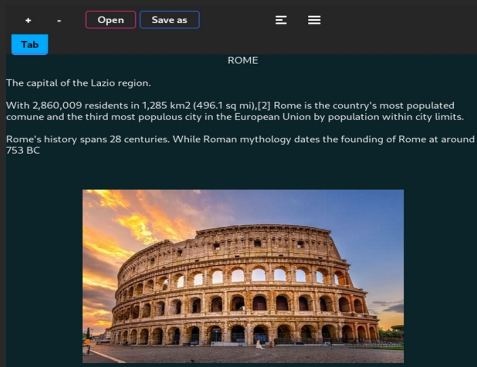 + - Open Save as
Tab
ROME
The capital of the Lazio region.
With 2,860,009 residents in 1,285 km2 (496.1 sq mi),[2] Rome is the country's most populated
comune and the third most populous city in the European Union by population within city limits.
Rome's history spans 28 centuries. While Roman mythology dates the founding of Rome at around
753 BC